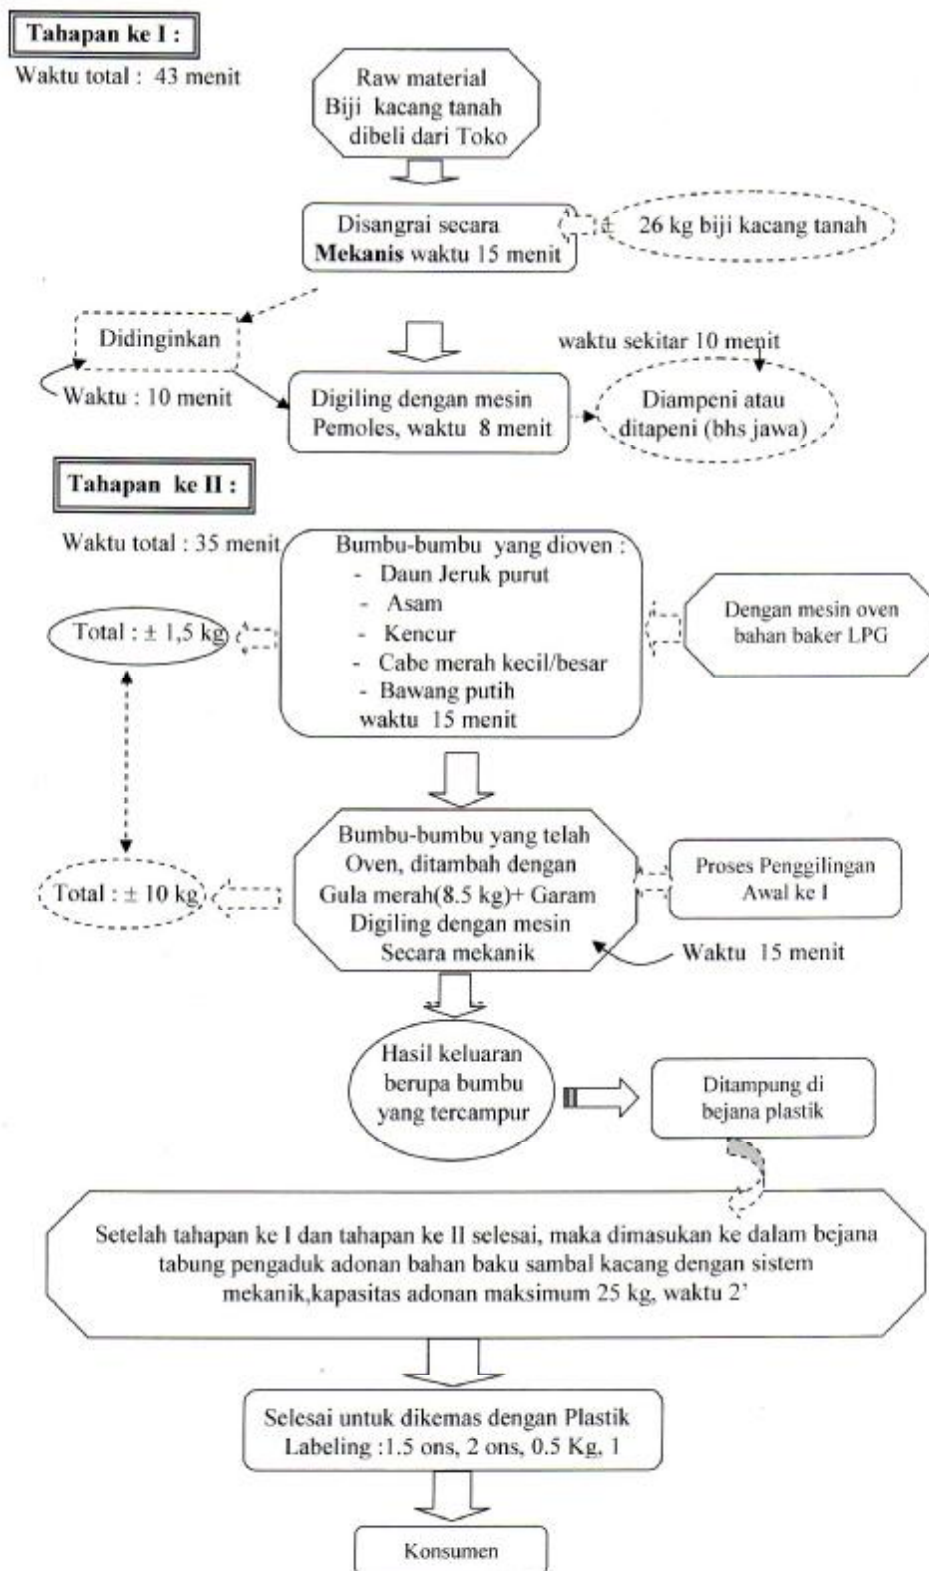 Tahapan ke I :
Waktu total : 43 menit
Raw material
Biji kacang tanah
dibeli dari Toko
Disangrai secara
Mekanis waktu 15 menit
± 26 kg biji kacang tanah
Didinginkan
Waktu : 10 menit
waktu sekitar 10 menit
Digiling dengan mesin
Pemoles, waktu 8 menit
Diampeni atau
ditapeni (bhs jawa)
Tahapan ke II :
Waktu total : 35 menit
Bumbu-bumbu yang dioven :
- Daun Jeruk purut
- Asam
- Kencur
- Cabe merah kecil/besar
- Bawang putih
waktu 15 menit
Dengan mesin oven
bahan baker LPG
Total : ± 1,5 kg
Bumbu-bumbu yang telah
Oven, ditambah dengan
Gula merah(8.5 kg)+ Garam
Digiling dengan mesin
Secara mekanik
Total : ± 10 kg
Proses Penggilingan
Awal ke I
Waktu 15 menit
Hasil keluaran
berupa bumbu
yang tercampur
Ditampung di
bejana plastik
Setelah tahapan ke I dan tahapan ke II selesai, maka dimasukan ke dalam bejana
tabung pengaduk adonan bahan baku sambal kacang dengan sistem
mekanik,kapasitas adonan maksimum 25 kg, waktu 2’
Selesai untuk dikemas dengan Plastik
Labeling :1.5 ons, 2 ons, 0.5 Kg, 1
Konsumen